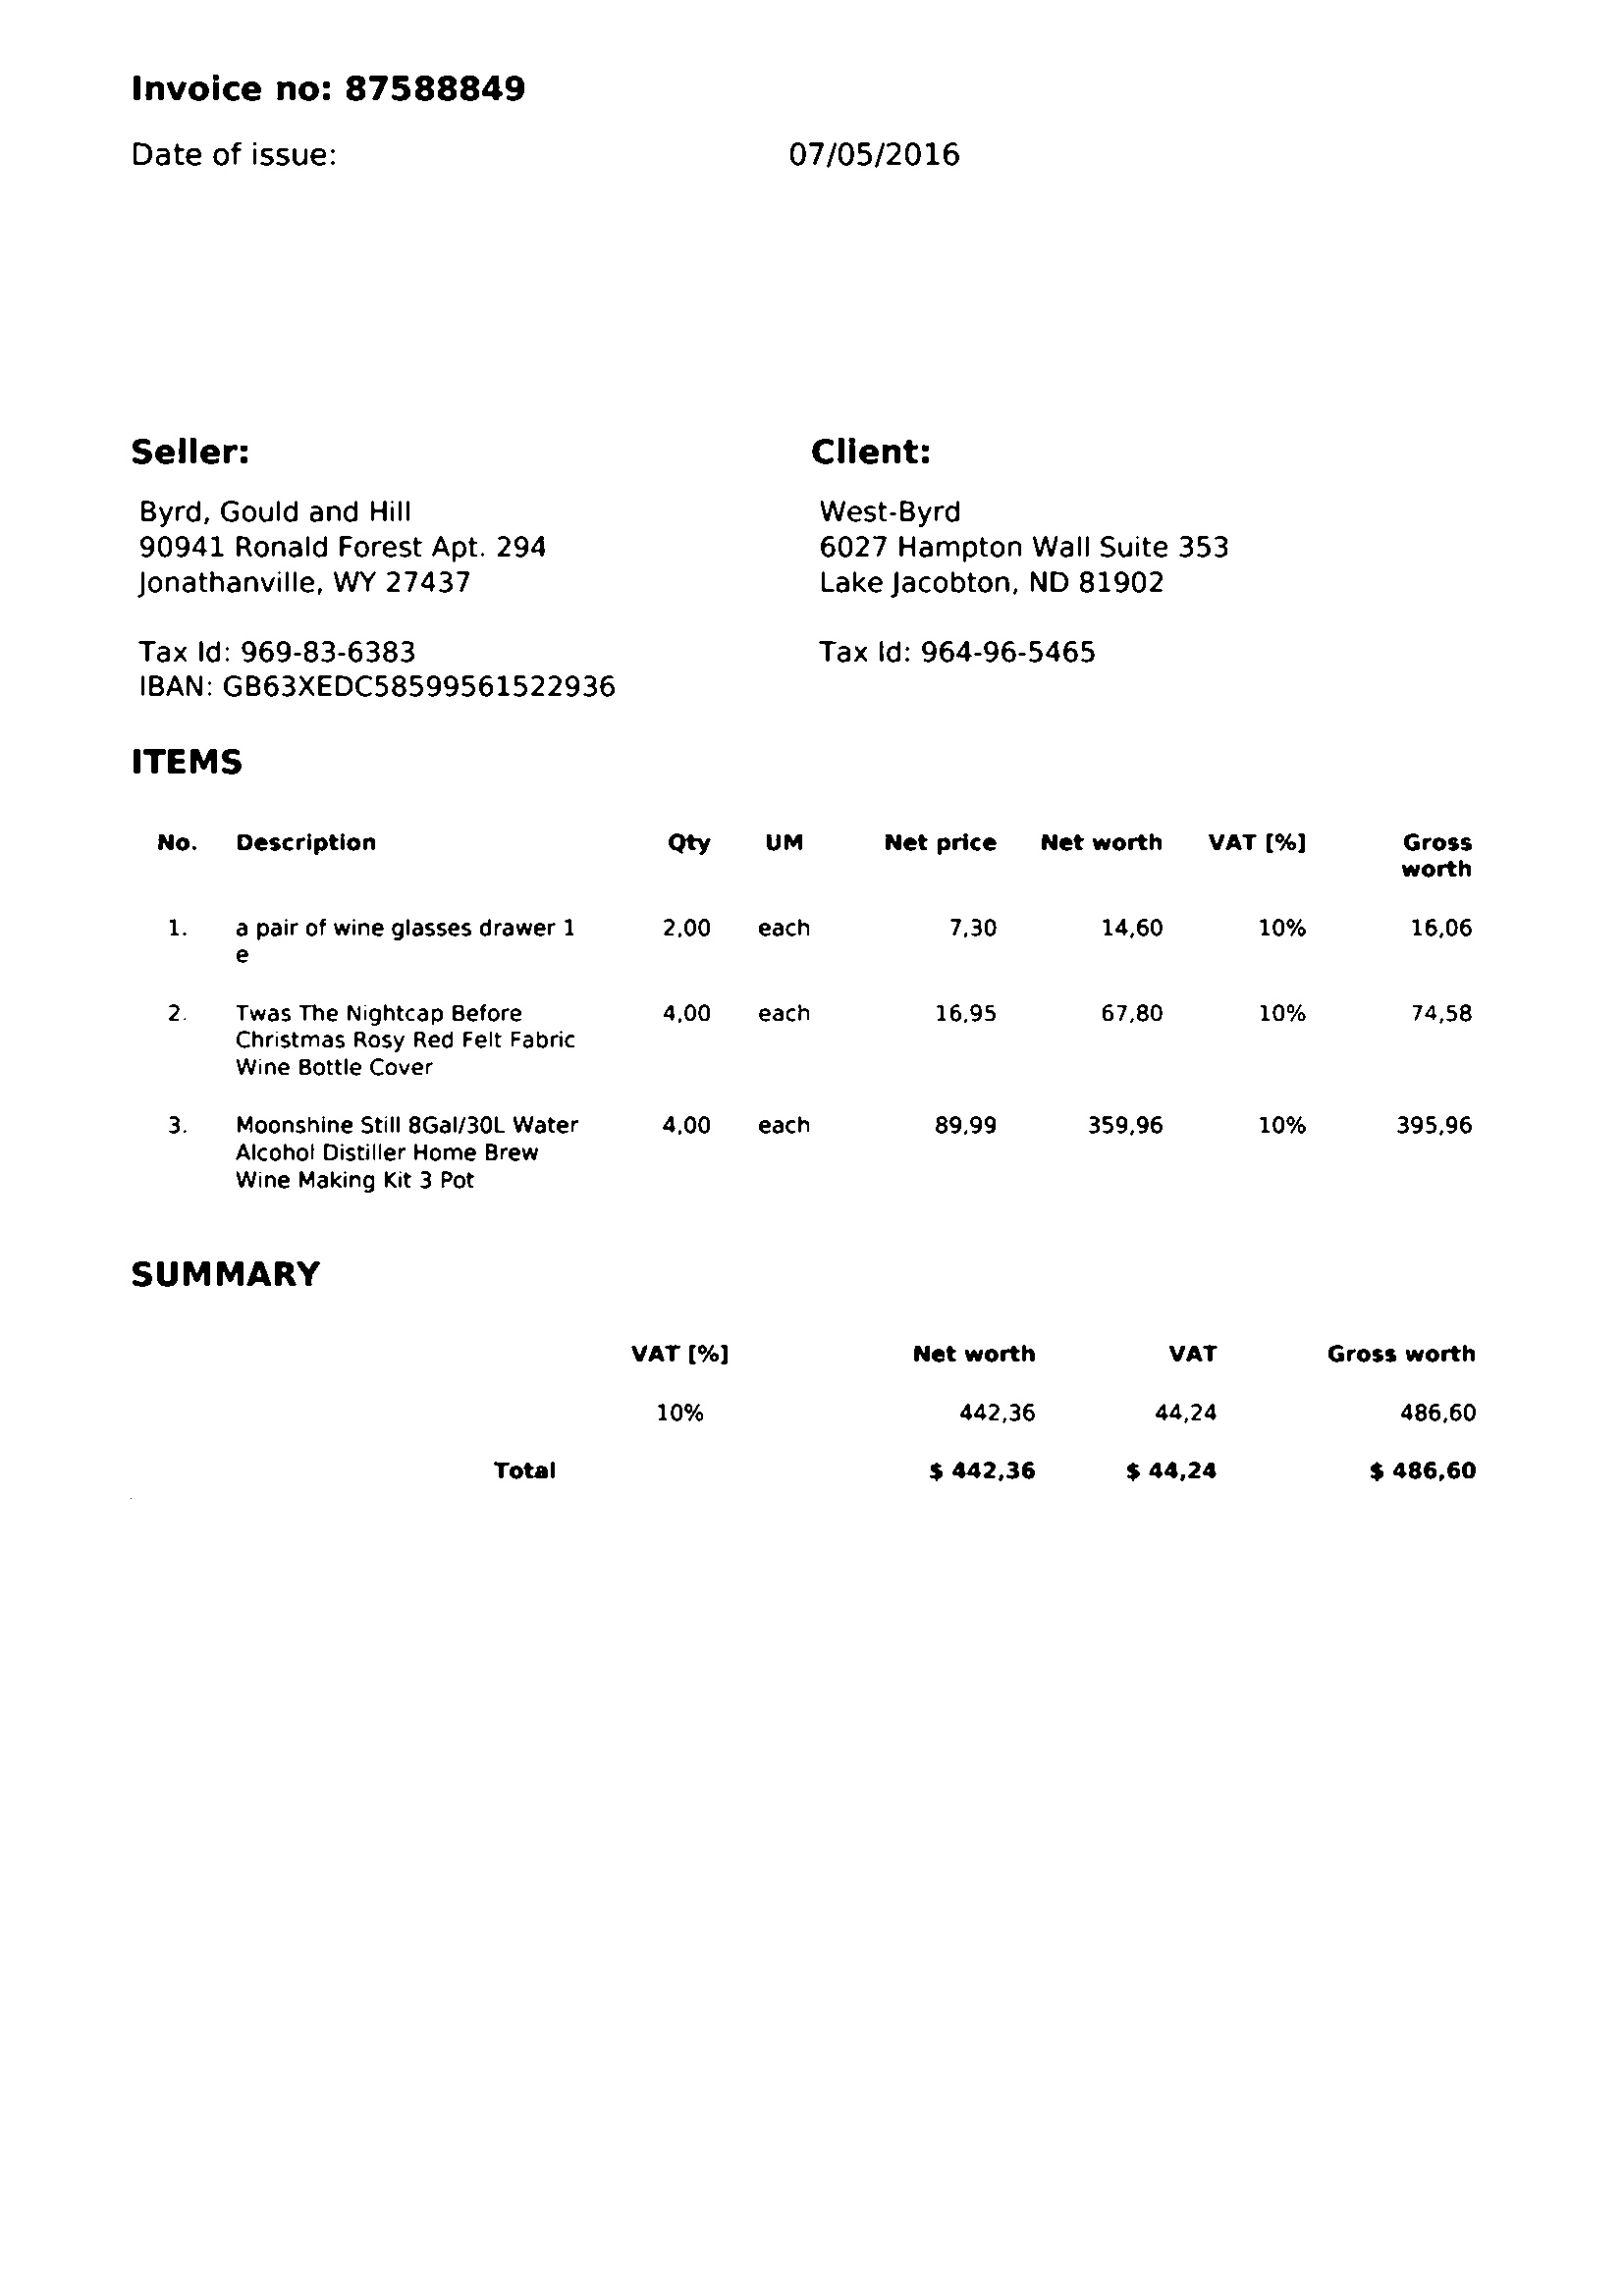 Invoice no: 87588849
Date of issue: 07/05/2016
Seller: Client:
Byrd, Gould and Hill West-Byrd
90941 Ronald Forest Apt. 294 6027 Hampton Wall Suite 353
Jonathanville, WY 27437 Lake Jacobton, ND 81902
Tax Id: 969-83-6383 Tax Id: 964-96-5465
IBAN: GB63XEDC58599561522936
ITEMS
No. Description Qty UM Net price Net worth VAT [%] Gross
worth
1. a pair of wine glasses drawer 1 2,00 each 7,30 14,60 10% 16,06
e
2. Twas The Nightcap Before 4,00 each 16,95 67,80 10% 74,58
Christmas Rosy Red Felt Fabric
Wine Bottle Cover
3. Moonshine Still 8Gal/30L Water 4,00 each 89,99 359,96 10% 395,96
Alcohol Distiller Home Brew
Wine Making Kit 3 Pot
SUMMARY
VAT [%] Net worth VAT Gross worth
10% 442,36 44,24 486,60
Total $ 442,36 $ 44,24 $ 486,60